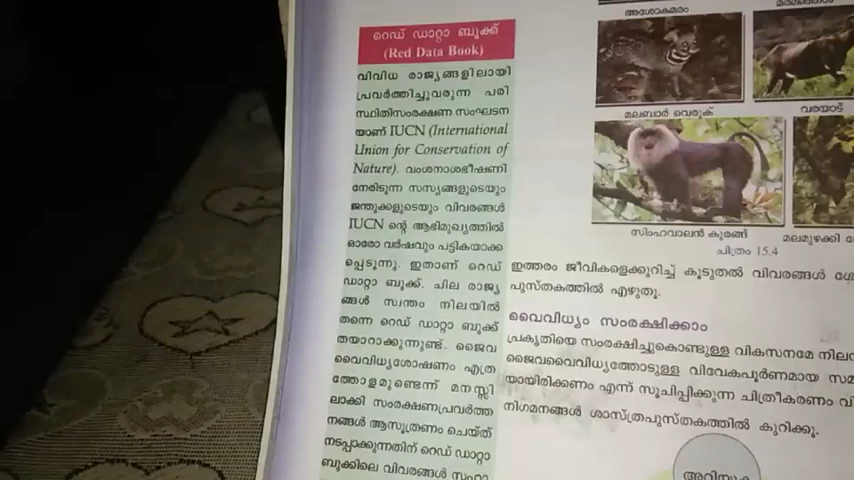 റെഡ് ഡാറ്റാ ബുക്ക്
(Red Data Book)
വിവിധ രാജ്യങ്ങളിലായി
പ്രവർത്തിച്ചുവരുന്ന പരി
സ്ഥിതിസംരക്ഷണ സംഘടന
യാണ് IUCN (International
Union for Conservation of
Nature). വംശനാശഭീഷണി
നേരിടുന്ന സസ്യങ്ങളുടെയും
ജന്തുക്കളുടെയും വിവരങ്ങൾ
IUCN ന്റെ ആഭിമുഖ്യത്തിൽ
ഓരോ വർഷവും പട്ടികയാക്ക
പ്പെടുന്നു. ഇതാണ് റെഡ്
ഡാറ്റാ ബുക്ക്. ചില രാജ്യ
ങ്ങൾ സ്വന്തം നിലയിൽ
തന്നെ റെഡ് ഡാറ്റാ ബുക്ക്
തയാറാക്കുന്നുണ്ട്. ജൈവ
വൈവിധ്യശോഷണം എത്ര
ത്തോളമുണ്ടെന്ന് മനസ്സി
ലാക്കി സംരക്ഷണപ്രവർത്ത
നങ്ങൾ ആസൂത്രണം ചെയ്ത്
നടപ്പാക്കുന്നതിന് റെഡ് ഡാറ്റാ
ബുക്കിലെ വിവരങ്ങൾ സഹാ
അശോകമരം
മലബാർ വെരുക്
വരയാട്
സിംഹവാലൻ കുരങ്ങ്
മലമുഴക്കി
ചിത്രം 15.4
ഇത്തരം ജീവികളെക്കുറിച്ച് കൂടുതൽ വിവരങ്ങൾ
പുസ്തകത്തിൽ എഴുതൂ.
വൈവിധ്യം സംരക്ഷിക്കാം
പ്രകൃതിയെ സംരക്ഷിച്ചുകൊണ്ടുള്ള വികസനമേ
ജൈവവൈവിധ്യത്തോടുള്ള വിവേകപൂർണമായ
യായിരിക്കണം എന്ന് സൂചിപ്പിക്കുന്ന ചിത്രീകരണം
നിഗമനങ്ങൾ ശാസ്ത്രപുസ്തകത്തിൽ കുറിക്കൂ.